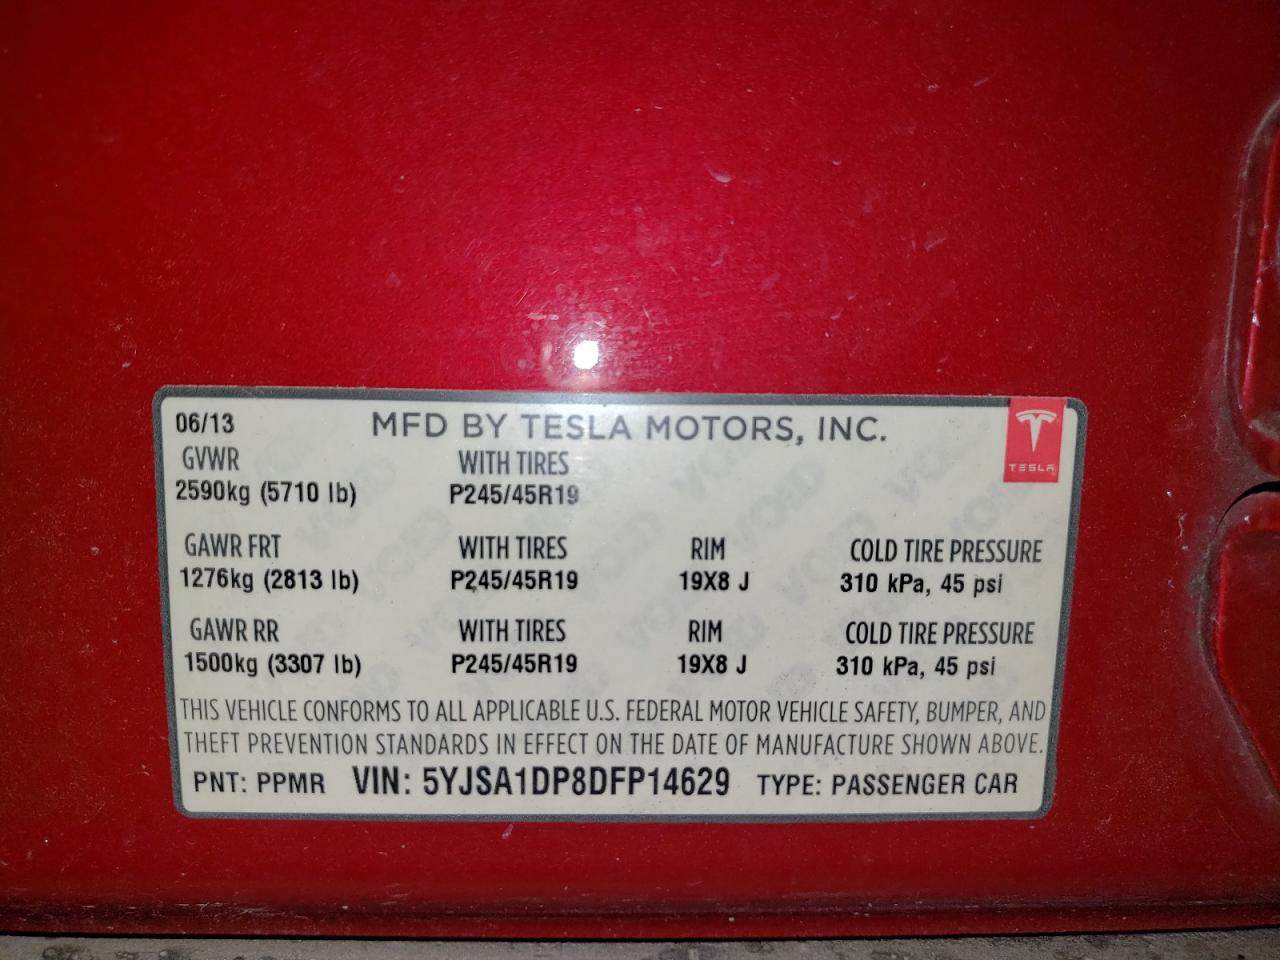 06/13 MFD BY TESLA MOTORS, INC.
TESLA
GVWR WITH TIRES
2590kg (5710 lb) P245/45R19
GAWR FRT WITH TIRES RIM COLD TIRE PRESSURE
1276kg (2813 lb) P245/45R19 19X8 J 310 kPa, 45 psi
GAWR RR WITH TIRES RIM COLD TIRE PRESSURE
1500kg (3307 lb) P245/45R19 19X8 J 310 kPa, 45 psi
THIS VEHICLE CONFORMS TO ALL APPLICABLE U.S. FEDERAL MOTOR VEHICLE SAFETY, BUMPER, AND
THEFT PREVENTION STANDARDS IN EFFECT ON THE DATE OF MANUFACTURE SHOWN ABOVE.
PNT: PPMR VIN: 5YJSA1DP8DFP14629 TYPE: PASSENGER CAR